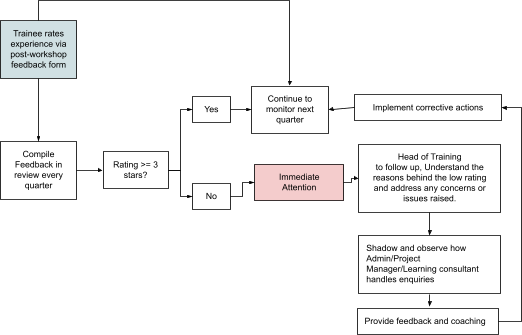 Trainee rates
experience via
post-workshop
feedback form
Yes
Continue to
monitor next
quarter
Implement corrective actions
Compile
Feedback in
review every
quarter
Rating >= 3
stars?
No
Immediate
Attention
Head of Training
to follow up, Understand the
reasons behind the low rating
and address any concerns or
issues raised.
Shadow and observe how
Admin/Project
Manager/Learning consultant
handles enquiries
Provide feedback and coaching